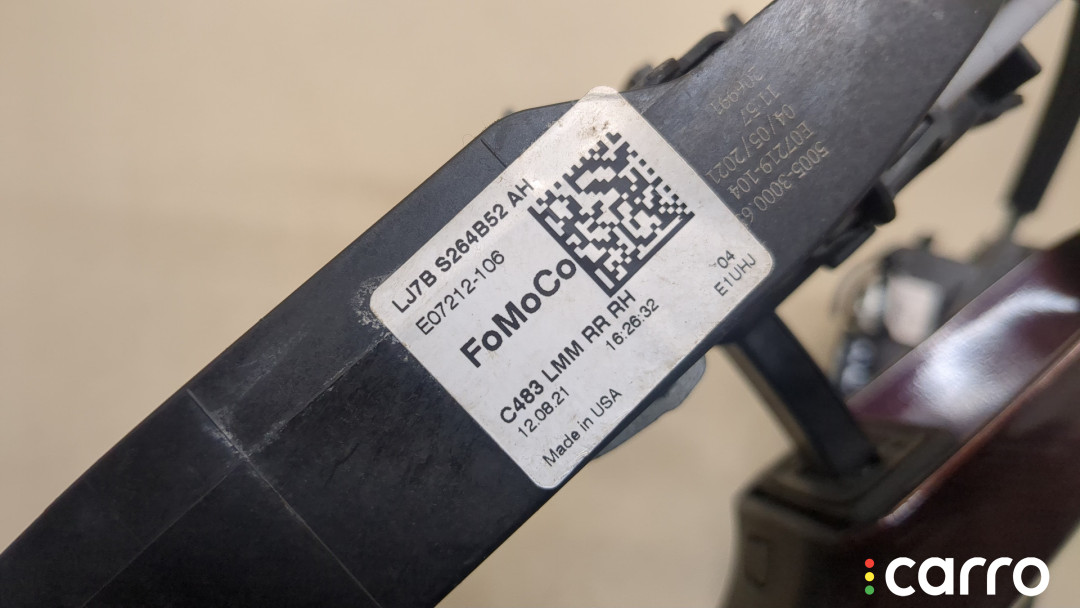 LJ7B S264B52 AH
E07212-106
FoMoCo
C483 LMM RR RH
12.08.21 16:26:32
Made in USA
04
E1UHJ
5005-3000.6
E07219-104
04/05/2021
11.57
carro